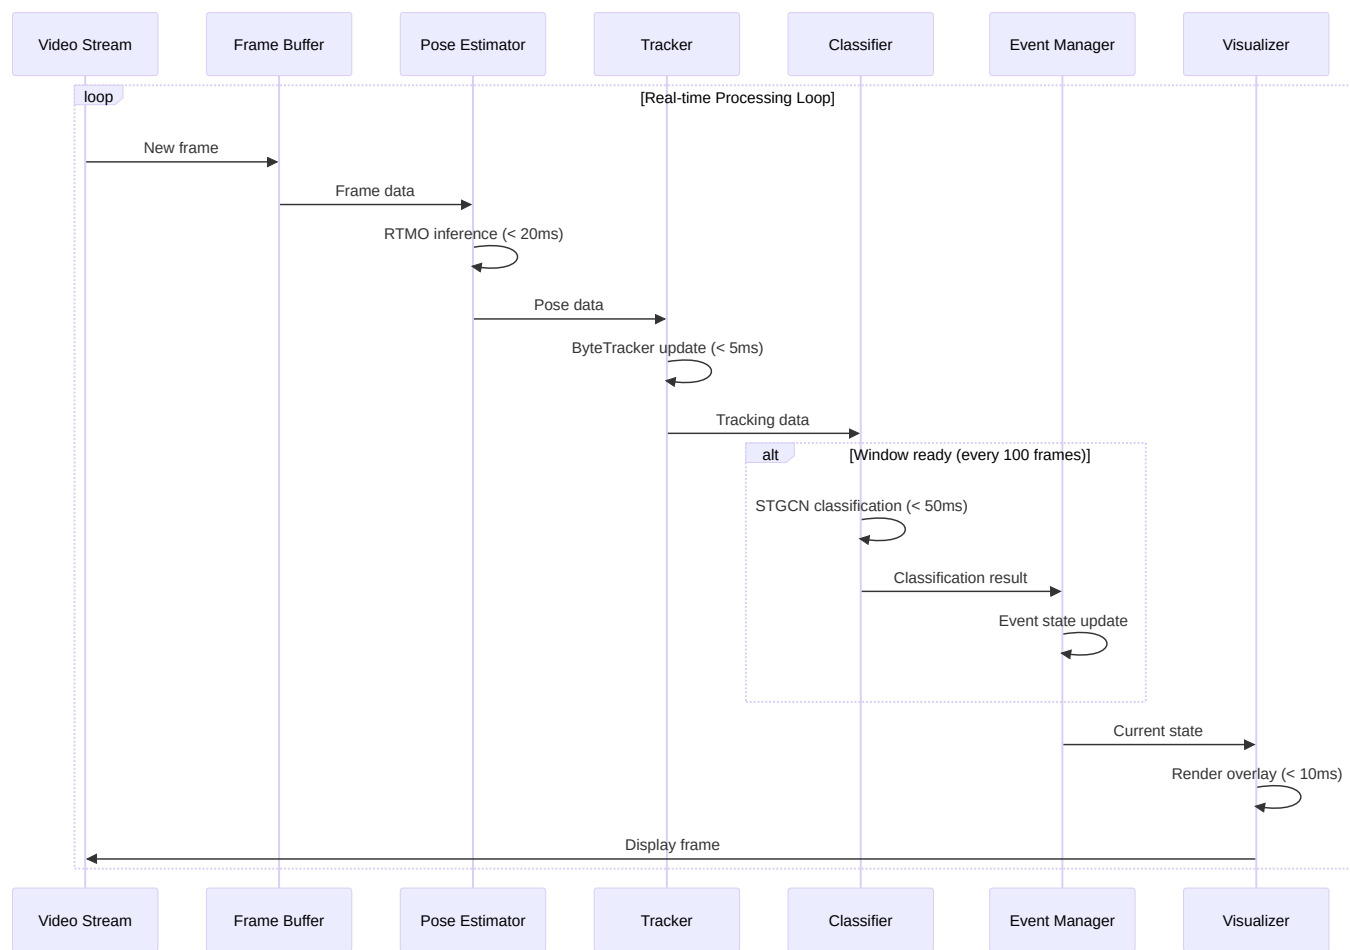 Video Stream
Frame Buffer
Pose Estimator
Tracker
Classifier
Event Manager
Visualizer
loop
[Real-time Processing Loop]
New frame
Frame data
RTMO inference (< 20ms)
Pose data
ByteTracker update (< 5ms)
Tracking data
alt
[Window ready (every 100 frames)]
STGCN classification (< 50ms)
Classification result
Event state update
Current state
Render overlay (< 10ms)
Display frame
Video Stream
Frame Buffer
Pose Estimator
Tracker
Classifier
Event Manager
Visualizer